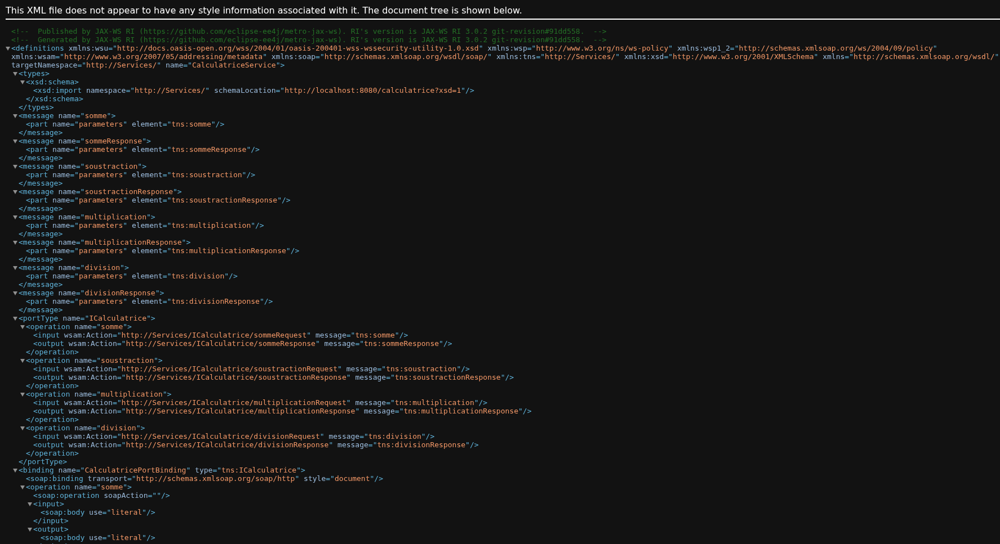 This XML file does not appear to have any style information associated with it. The document tree is shown below.
<!--  Published by JAX-WS RI (https://github.com/eclipse-ee4j/metro-jax-ws). RI's version is JAX-WS RI 3.0.2 git-revision#91dd558.  -->
<!--  Generated by JAX-WS RI (https://github.com/eclipse-ee4j/metro-jax-ws). RI's version is JAX-WS RI 3.0.2 git-revision#91dd558.  -->
<definitions xmlns:wsu="http://docs.oasis-open.org/wss/2004/01/oasis-200401-wss-wssecurity-utility-1.0.xsd" xmlns:wsp="http://www.w3.org/ns/ws-policy" xmlns:wsp1_2="http://schemas.xmlsoap.org/ws/2004/09/policy"
xmlns:wsam="http://www.w3.org/2007/05/addressing/metadata" xmlns:soap="http://schemas.xmlsoap.org/wsdl/soap/" xmlns:tns="http://Services/" xmlns:xsd="http://www.w3.org/2001/XMLSchema" xmlns="http://schemas.xmlsoap.org/wsdl/"
targetNamespace="http://Services/" name="CalculatriceService">
<types>
<xsd:schema>
<xsd:import namespace="http://Services/" schemaLocation="http://localhost:8080/calculatrice?xsd=1"/>
</xsd:schema>
</types>
<message name="somme">
<part name="parameters" element="tns:somme"/>
</message>
<message name="sommeResponse">
<part name="parameters" element="tns:sommeResponse"/>
</message>
<message name="soustraction">
<part name="parameters" element="tns:soustraction"/>
</message>
<message name="soustractionResponse">
<part name="parameters" element="tns:soustractionResponse"/>
</message>
<message name="multiplication">
<part name="parameters" element="tns:multiplication"/>
</message>
<message name="multiplicationResponse">
<part name="parameters" element="tns:multiplicationResponse"/>
</message>
<message name="division">
<part name="parameters" element="tns:division"/>
</message>
<message name="divisionResponse">
<part name="parameters" element="tns:divisionResponse"/>
</message>
<portType name="ICalculatrice">
<operation name="somme">
<input wsam:Action="http://Services/ICalculatrice/sommeRequest" message="tns:somme"/>
<output wsam:Action="http://Services/ICalculatrice/sommeResponse" message="tns:sommeResponse"/>
</operation>
<operation name="soustraction">
<input wsam:Action="http://Services/ICalculatrice/soustractionRequest" message="tns:soustraction"/>
<output wsam:Action="http://Services/ICalculatrice/soustractionResponse" message="tns:soustractionResponse"/>
</operation>
<operation name="multiplication">
<input wsam:Action="http://Services/ICalculatrice/multiplicationRequest" message="tns:multiplication"/>
<output wsam:Action="http://Services/ICalculatrice/multiplicationResponse" message="tns:multiplicationResponse"/>
</operation>
<operation name="division">
<input wsam:Action="http://Services/ICalculatrice/divisionRequest" message="tns:division"/>
<output wsam:Action="http://Services/ICalculatrice/divisionResponse" message="tns:divisionResponse"/>
</operation>
</portType>
<binding name="CalculatricePortBinding" type="tns:ICalculatrice">
<soap:binding transport="http://schemas.xmlsoap.org/soap/http" style="document"/>
<operation name="somme">
<soap:operation soapAction=""/>
<input>
<soap:body use="literal"/>
</input>
<output>
<soap:body use="literal"/>